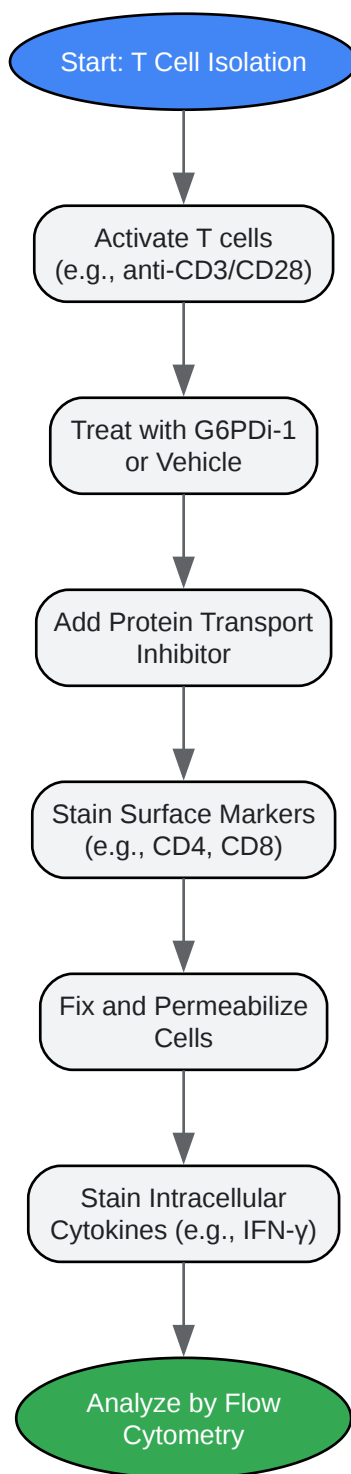 Start: T Cell Isolation
Activate T cells
(e.g., anti-CD3/CD28)
Treat with G6PDi-1
or Vehicle
Add Protein Transport
Inhibitor
Stain Surface Markers
(e.g., CD4, CD8)
Fix and Permeabilize
Cells
Stain Intracellular
Cytokines (e.g., IFN-γ)
Analyze by Flow
Cytometry